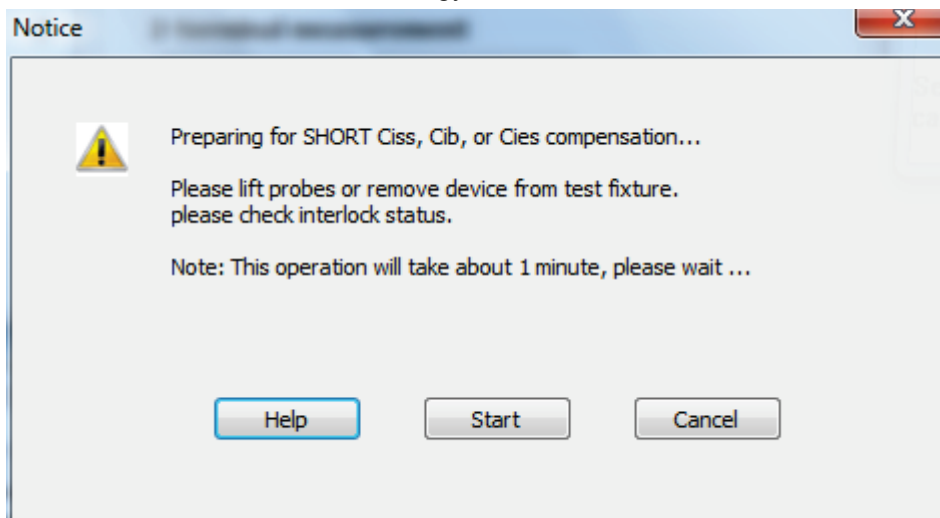 Notice
Preparing for SHORT Ciss, Cib, or Cies compensation...
Please lift probes or remove device from test fixture.
please check interlock status.
Note: This operation will take about 1 minute, please wait ...
Help
Start
Cancel